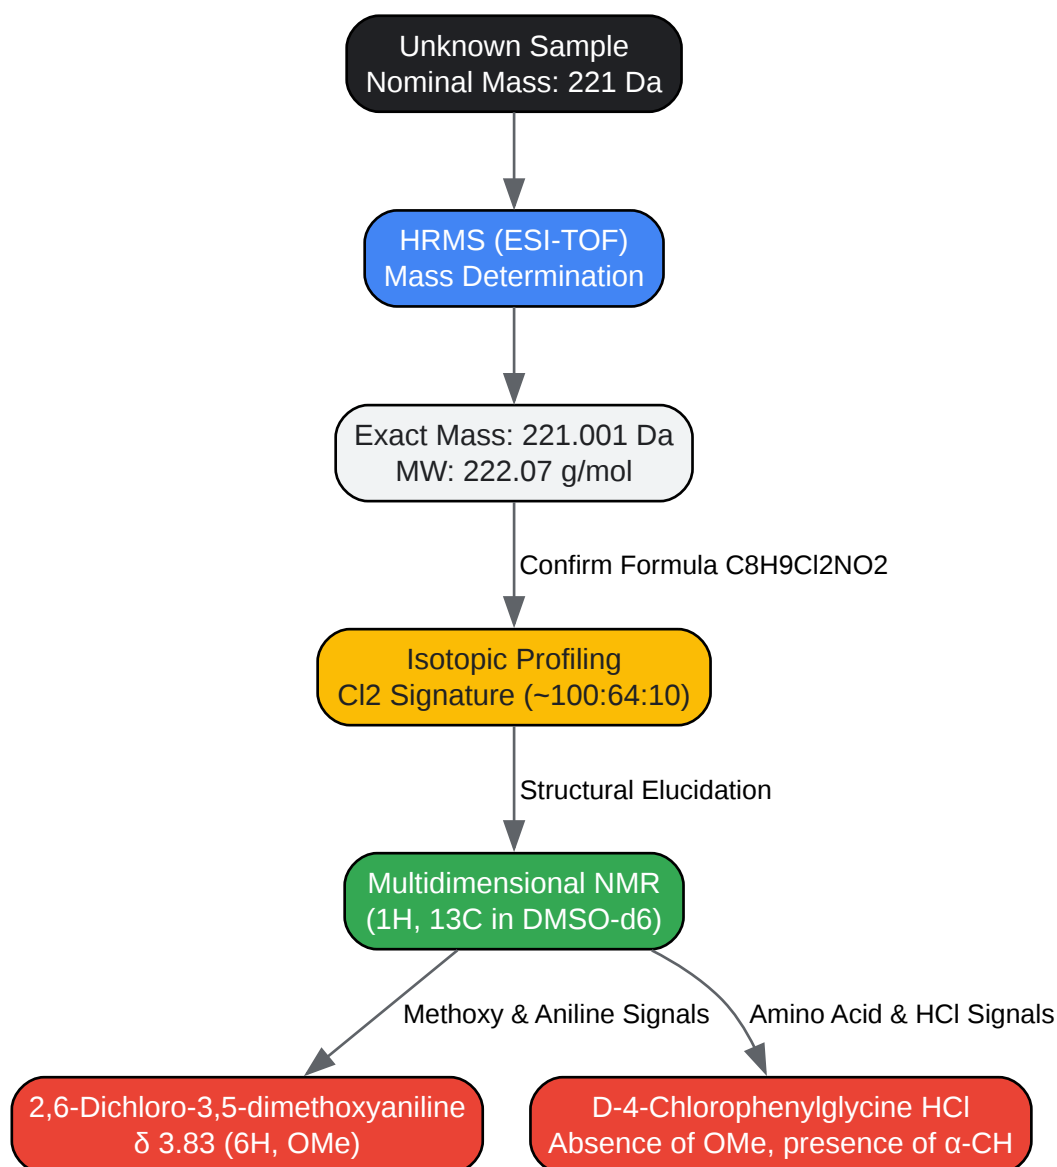 Unknown Sample
Nominal Mass: 221 Da
HRMS (ESI-TOF)
Mass Determination
Exact Mass: 221.001 Da
MW: 222.07 g/mol
Confirm Formula C8H9Cl2NO2
Isotopic Profiling
Cl2 Signature (~100:64:10)
Structural Elucidation
Multidimensional NMR
(1H, 13C in DMSO-d6)
Methoxy & Aniline Signals
Amino Acid & HCl Signals
2,6-Dichloro-3,5-dimethoxyaniline
δ 3.83 (6H, OMe)
D-4-Chlorophenylglycine HCl
Absence of OMe, presence of α-CH